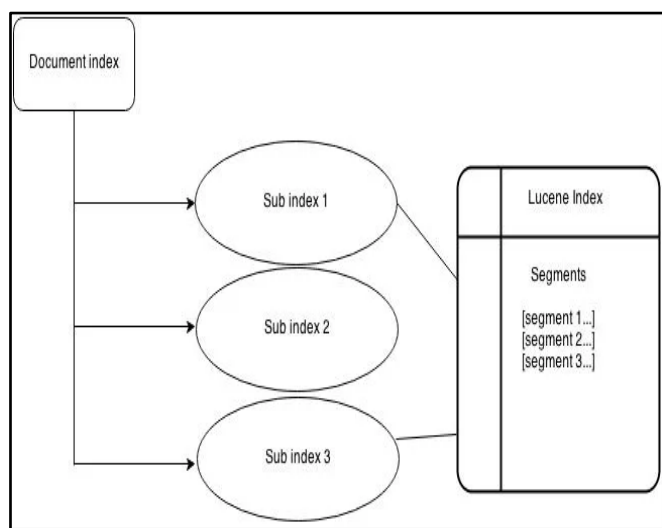 Document index
Sub index 1
Sub index 2
Sub index 3
Lucene Index
Segments
[segment 1...]
[segment 2...]
[segment 3...]